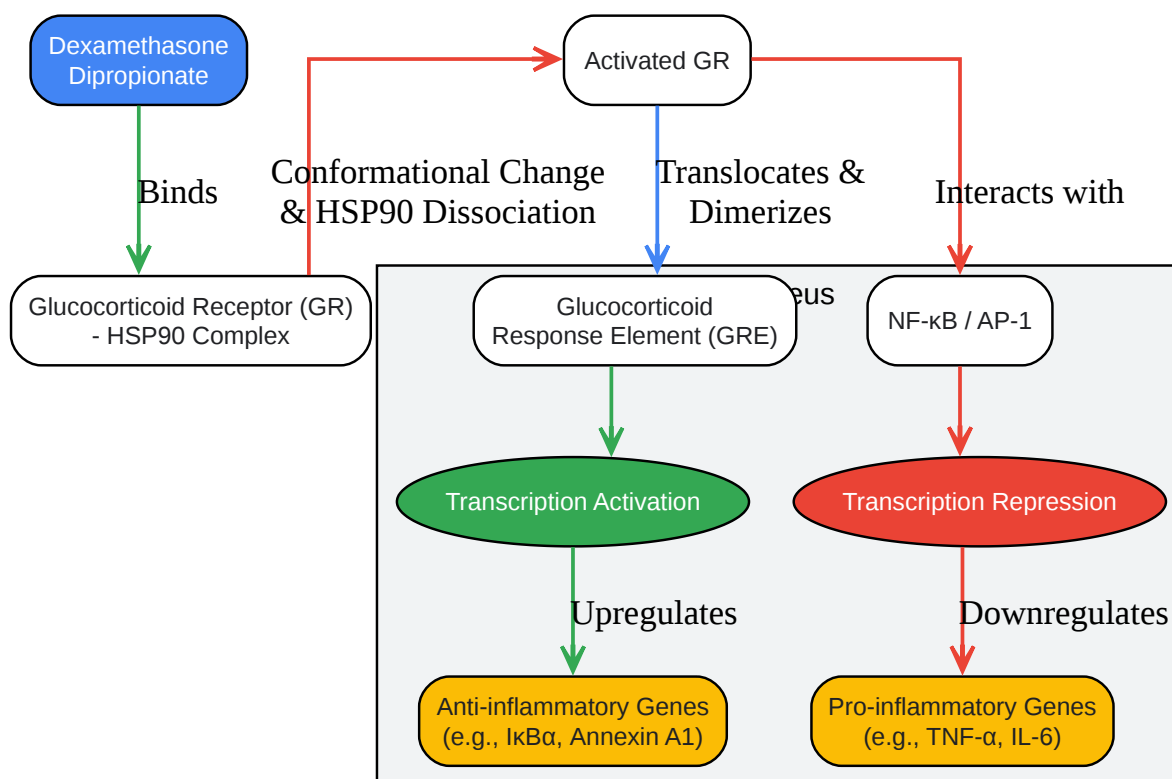 Dexamethasone
Dipropionate
Activated GR
Binds
Conformational Change
& HSP90 Dissociation
Translocates &
Dimerizes
Interacts with
Glucocorticoid Receptor (GR)
- HSP90 Complex
Glucocorticoid
Response Element (GRE)
NF-κB / AP-1
Transcription Activation
Transcription Repression
Upregulates
Downregulates
Anti-inflammatory Genes
(e.g., IκBα, Annexin A1)
Pro-inflammatory Genes
(e.g., TNF-α, IL-6)